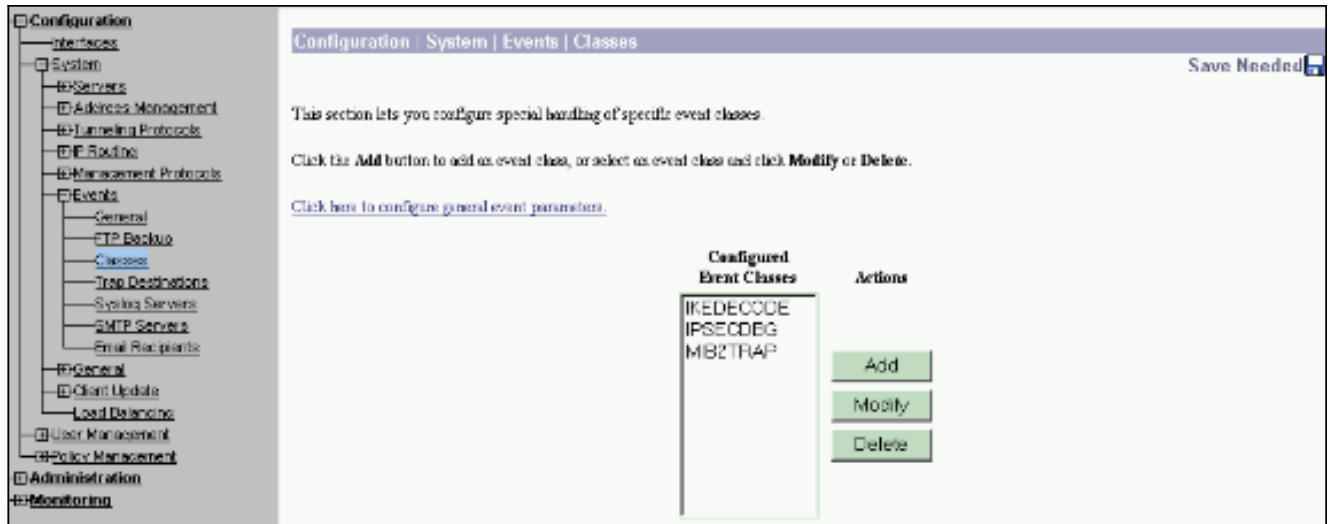 Configuration
Interfaces
System
Servers
Address Management
Tunneling Protocols
IP Routing
Management Protocols
Events
General
FTP Backup
Classes
Trap Destinations
Syslog Servers
SMTP Servers
Email Recipients
General
Client Update
Load Balancing
User Management
Policy Management
Administration
Monitoring
Configuration | System | Events | Classes
Save Needed
This section lets you configure special handling of specific event classes.
Click the Add button to add an event class, or select an event class and click Modify or Delete.
Click here to configure general event parameters.
Configured
Event Classes
Actions
IKEDECODE
IPSECDBG
MIB2TRAP
Add
Modify
Delete